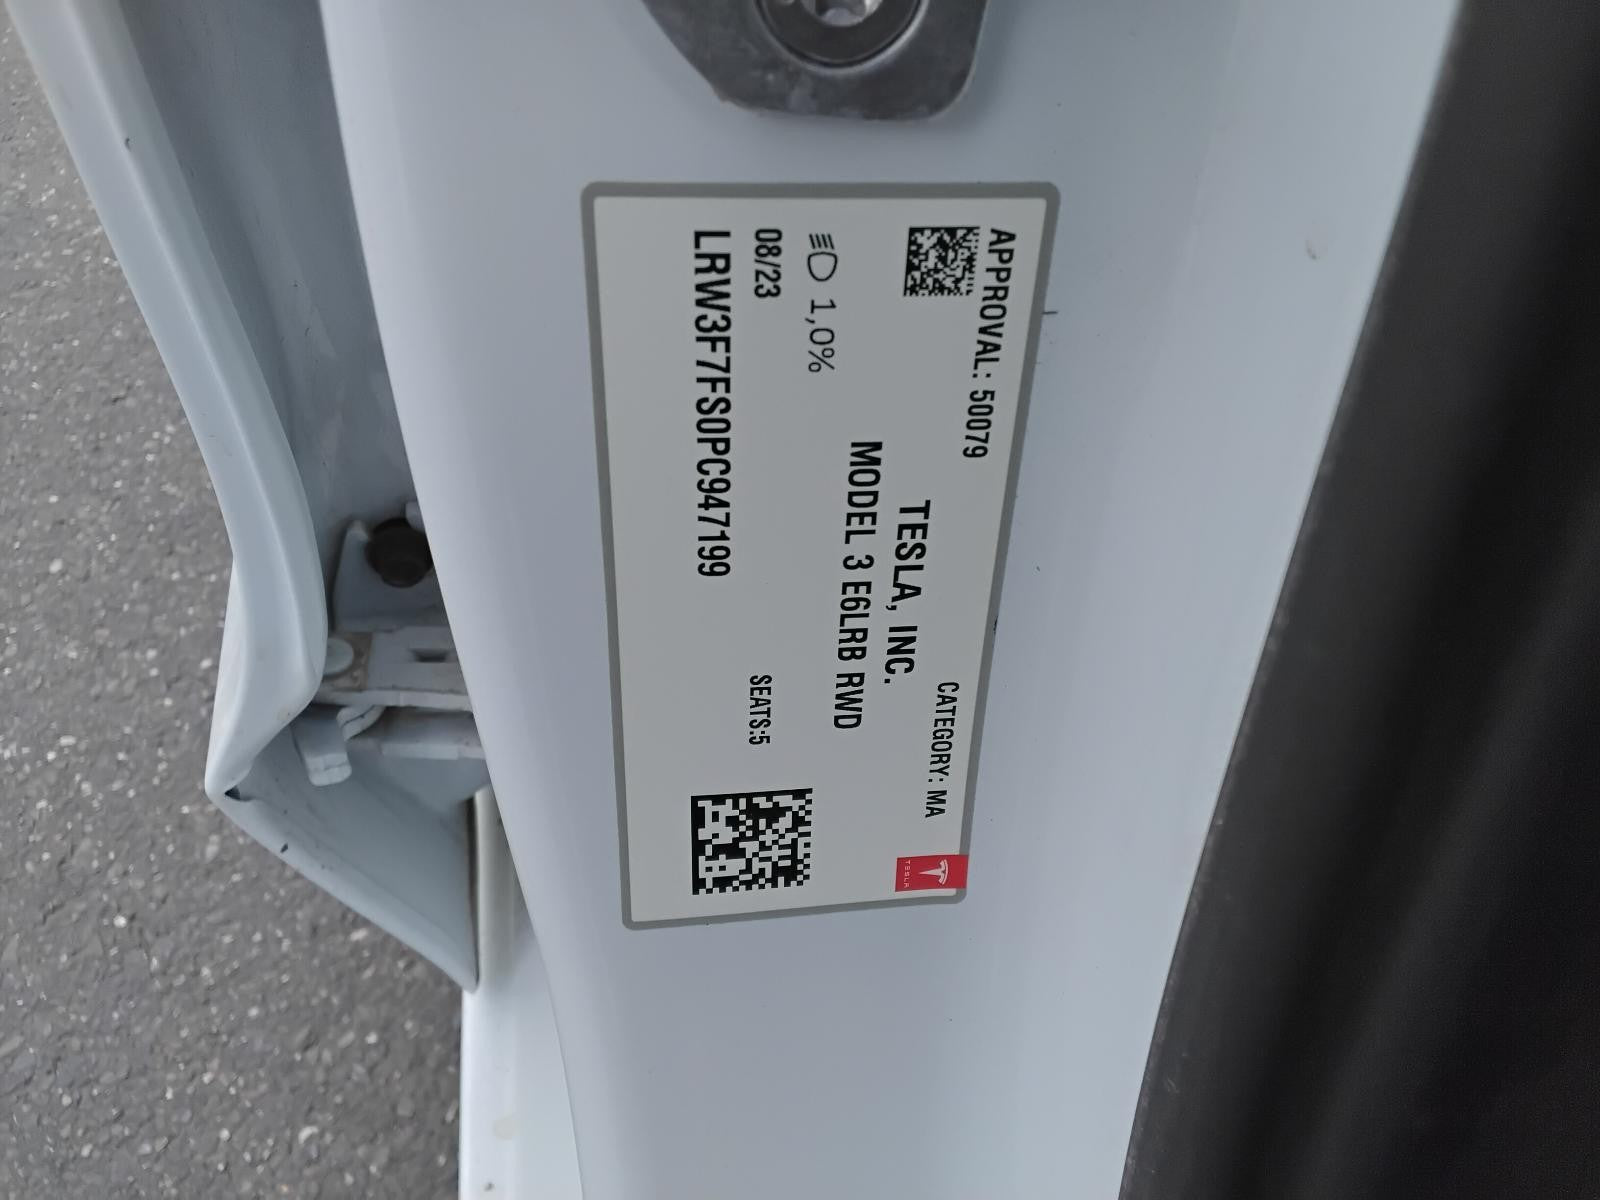 APPROVAL: 50079
CATEGORY: MA
TESLA
TESLA, INC.
MODEL 3 E6LRB RWD
1,0%
08/23
SEATS:5
LRW3F7FS0PC947199